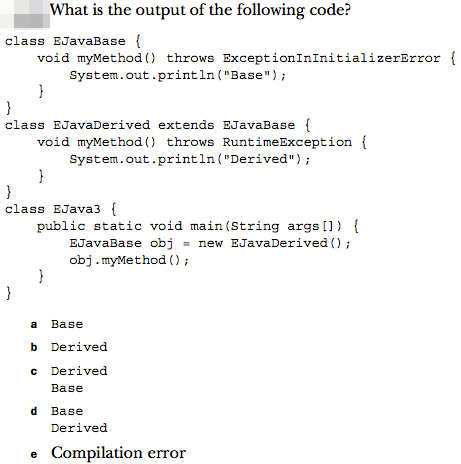 What is the output of the following code?
class EJavaBase {
    void myMethod() throws ExceptionInInitializerError {
        System.out.println("Base");
    }
}
class EJavaDerived extends EJavaBase {
    void myMethod() throws RuntimeException {
        System.out.println("Derived");
    }
}
class EJava3 {
    public static void main(String args[]) {
        EJavaBase obj = new EJavaDerived();
        obj.myMethod();
    }
}
a Base
b Derived
c Derived
Base
d Base
Derived
e Compilation error